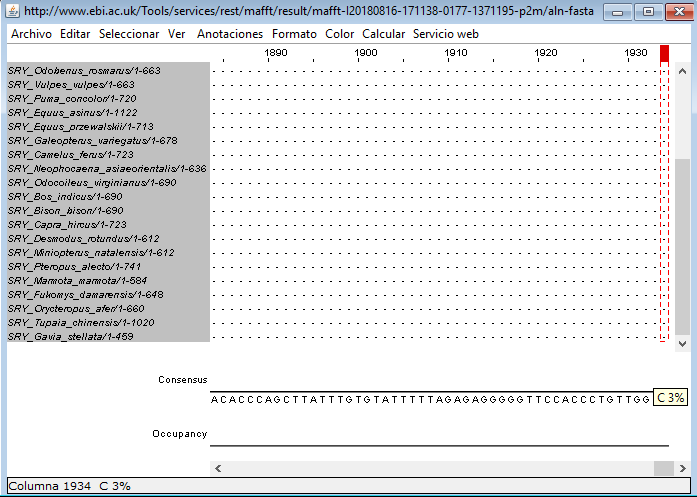 http://www.ebi.ac.uk/Tools/services/rest/mafft/result/mafft-I20180816-171138-0177-1371195-p2m/aln-fasta
Archivo Editar Seleccionar Ver Anotaciones Formato Color Calcular Servicio web
1890 1900 1910 1920 1930
SRY_Odobenus_rosmarus/1-663
SRY_Vulpes_vulpes/1-663
SRY_Puma_concolor/1-720
SRY_Equus_asinus/1-1122
SRY_Equus_przewalskii/1-713
SRY_Galeopterus_variegatus/1-678
SRY_Camelus_ferus/1-723
SRY_Neophocaena_asiaeorientalis/1-636
SRY_Odocoileus_virginianus/1-690
SRY_Bos_indicus/1-690
SRY_Bison_bison/1-690
SRY_Capra_hircus/1-723
SRY_Desmodus_rotundus/1-612
SRY_Miniopterus_natalensis/1-612
SRY_Pteropus_alecto/1-741
SRY_Marmota_marmota/1-584
SRY_Fukomys_damarensis/1-648
SRY_Orycteropus_afer/1-660
SRY_Tupaia_chinensis/1-1020
SRY_Gavia_stellata/1-459
Consensus
ACACCCAGCTTATTTGTGTATTTTTAGAGAGGGGGTTCCACCCTGTTGG
C 3%
Occupancy
Columna 1934 C 3%